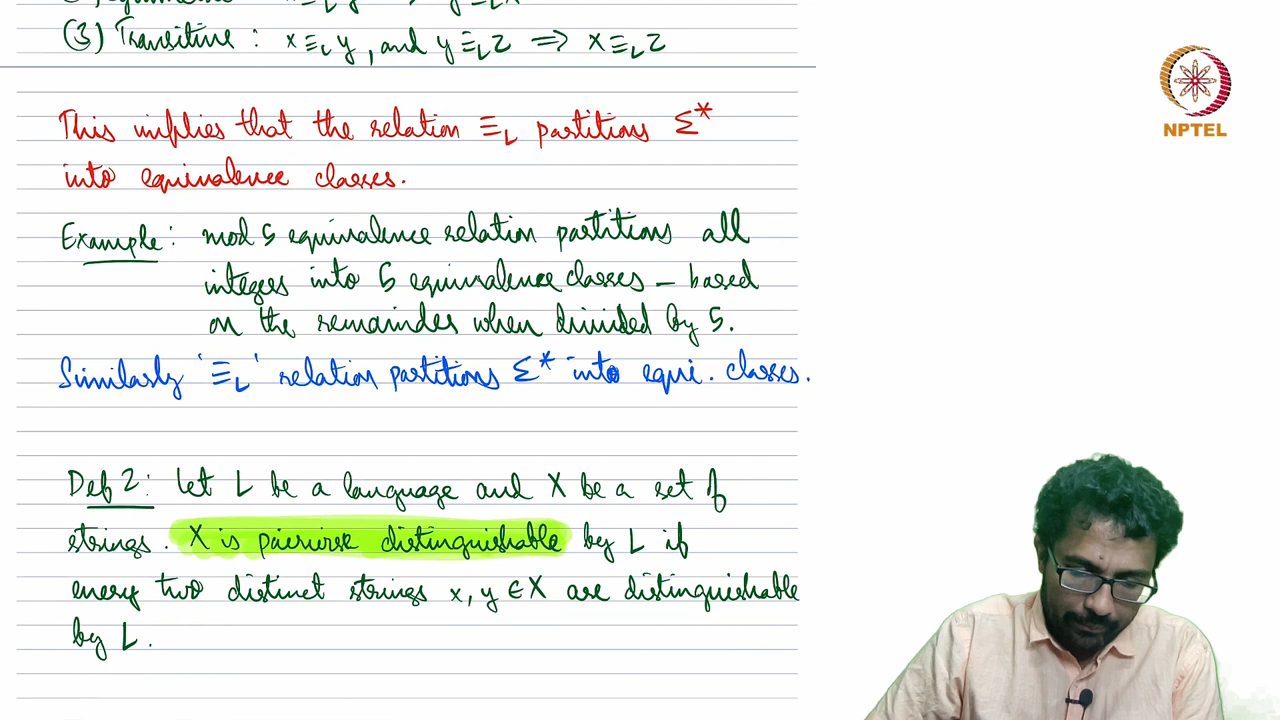 (3) Transitive : x ≡L y, and y ≡L z ⇒ x ≡L z
This implies that the relation ≡L partitions Σ*
into equivalence classes.
Example: mod 5 equivalence relation partitions all
integers into 5 equivalence classes – based
on the remainder when divided by 5.
Similarly '≡L' relation partitions Σ* into equi. classes.
Def 2: Let L be a language and X be a set of
strings. X is pairwise distinguishable by L if
every two distinct strings x, y ∈ X are distinguishable
by L.
NPTEL